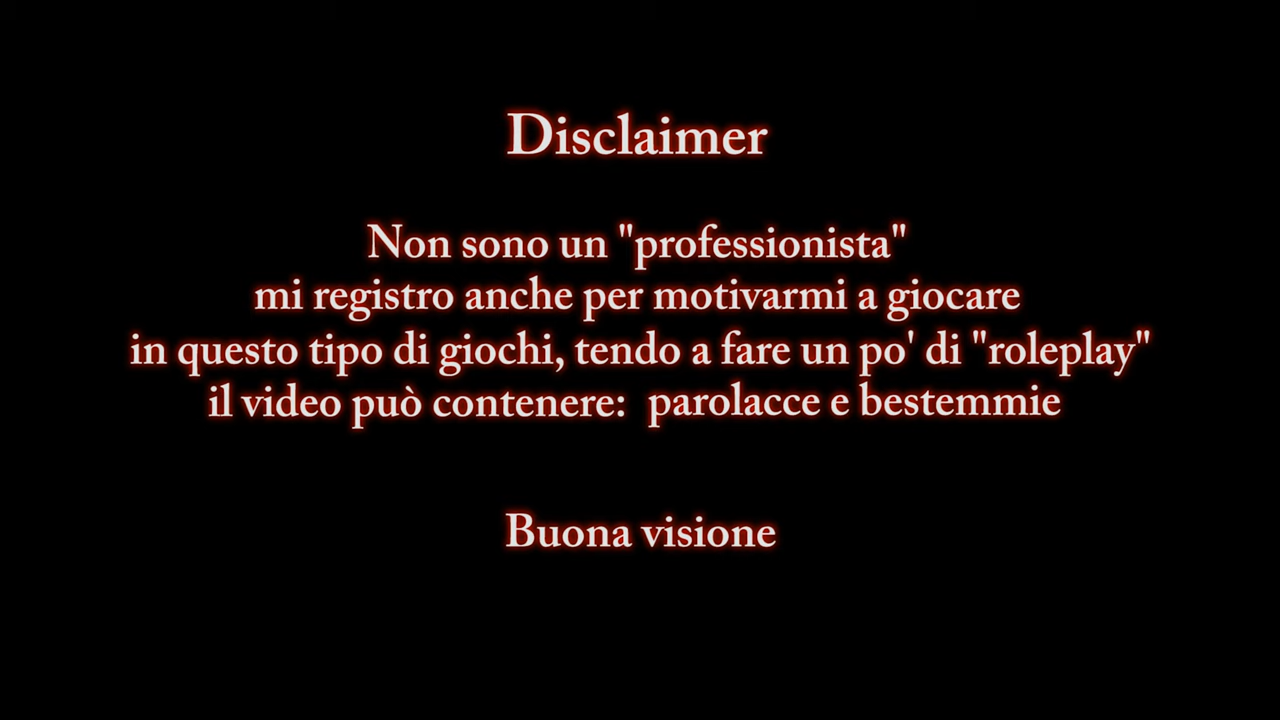 Disclaimer
Non sono un "professionista"
mi registro anche per motivarmi a giocare
in questo tipo di giochi, tendo a fare un po' di "roleplay"
il video può contenere: parolacce e bestemmie
Buona visione